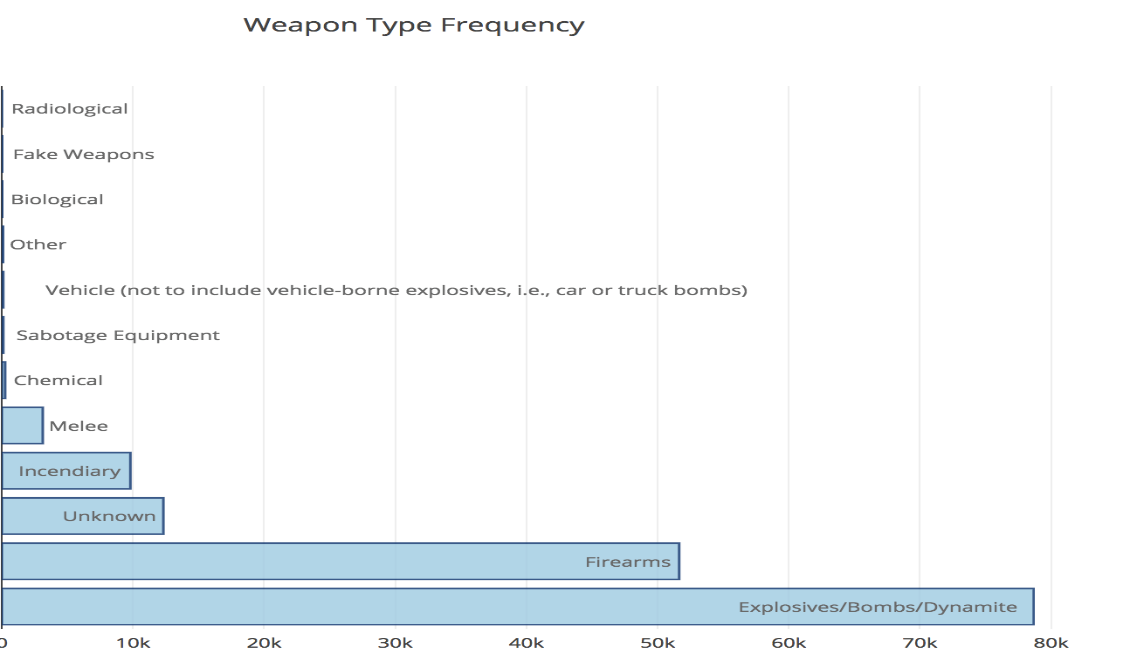 Weapon Type Frequency
Radiological
Fake Weapons
Biological
Other
Vehicle (not to include vehicle-borne explosives, i.e., car or truck bombs)
Sabotage Equipment
Chemical
Melee
Incendiary
Unknown
Firearms
Explosives/Bombs/Dynamite
0 10k 20k 30k 40k 50k 60k 70k 80k